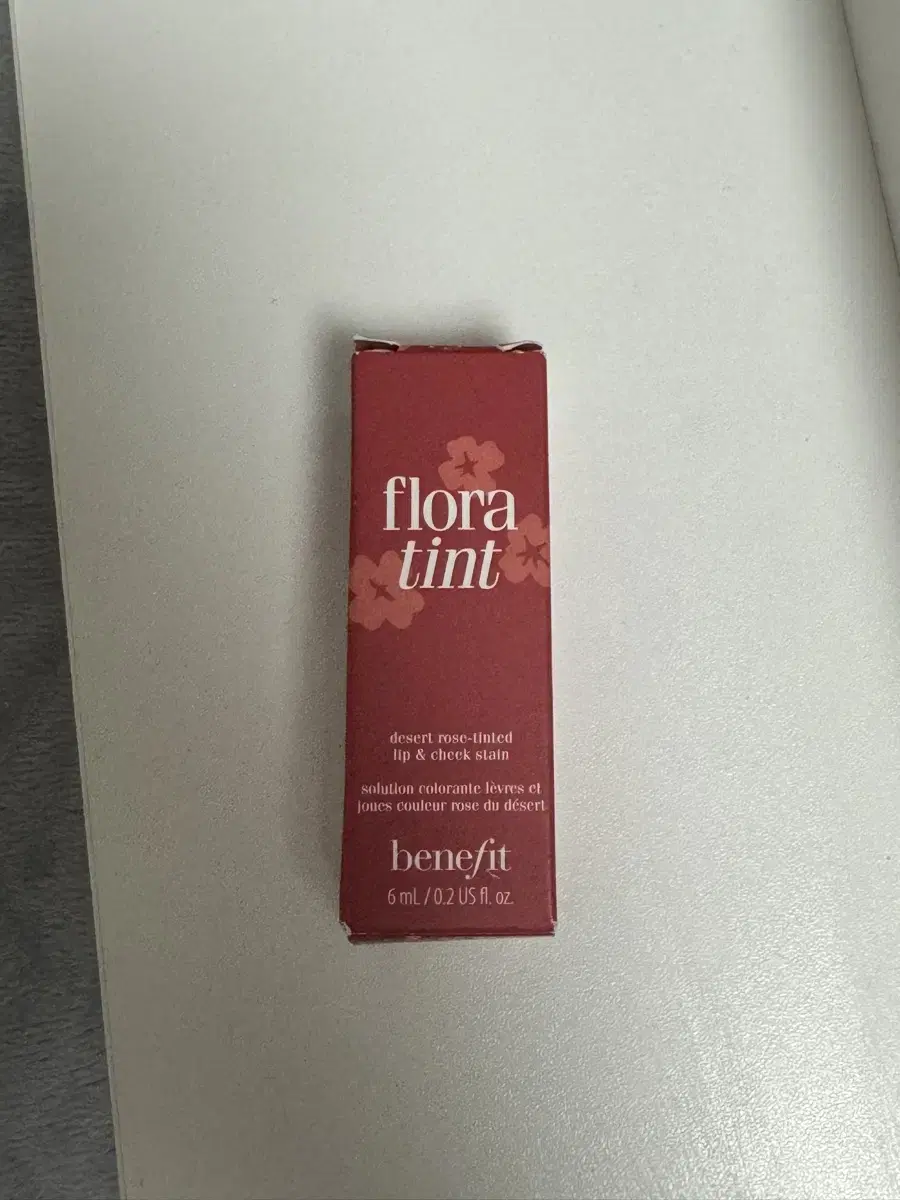 flora
tint
desert rose-tinted
lip & cheek stain
solution colorante lèvres et
joues couleur rose du désert
benefit
6 mL / 0.2 US fl. oz.